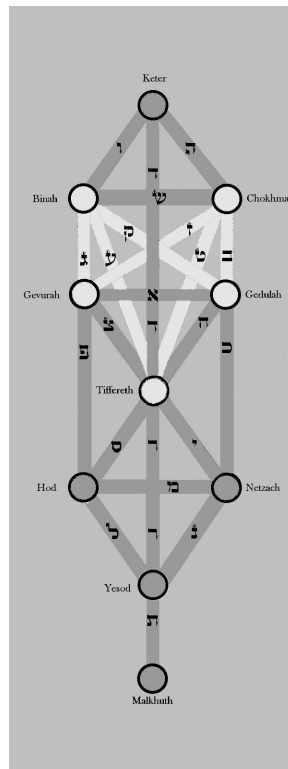 Keter
י
ה
ו
ש
Binah
Chokhma
א
Gevurah
Gedulah
ו
ח
Tiffereth
ס
ו
י
Hod
Netzach
ל
ו
Yesod
Malkhuth